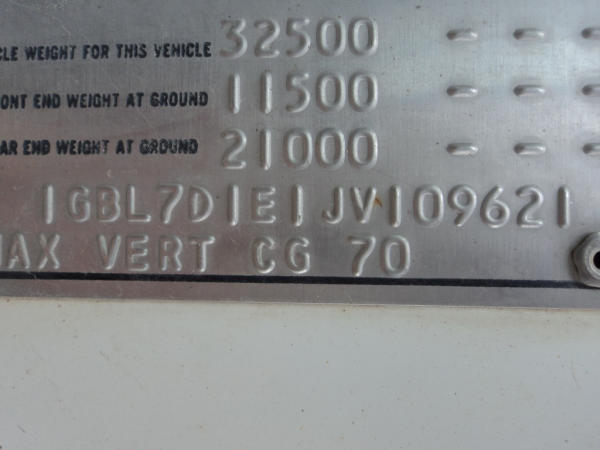 CLE WEIGHT FOR THIS VEHICLE 32500 - - -
ONT END WEIGHT AT GROUND 11500 - - -
AR END WEIGHT AT GROUND 21000 - - -
1GBL7D1E1JV109621
MAX VERT CG 70